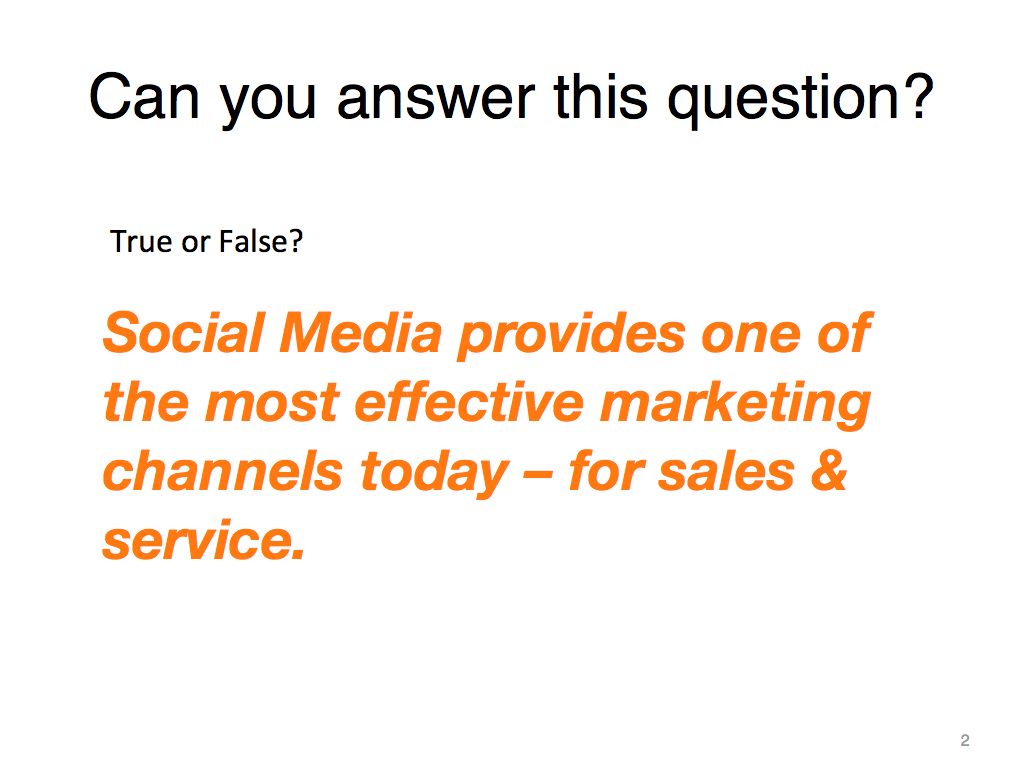 Can you answer this question?
True or False?
Social Media provides one of
the most effective marketing
channels today – for sales &
service.
2